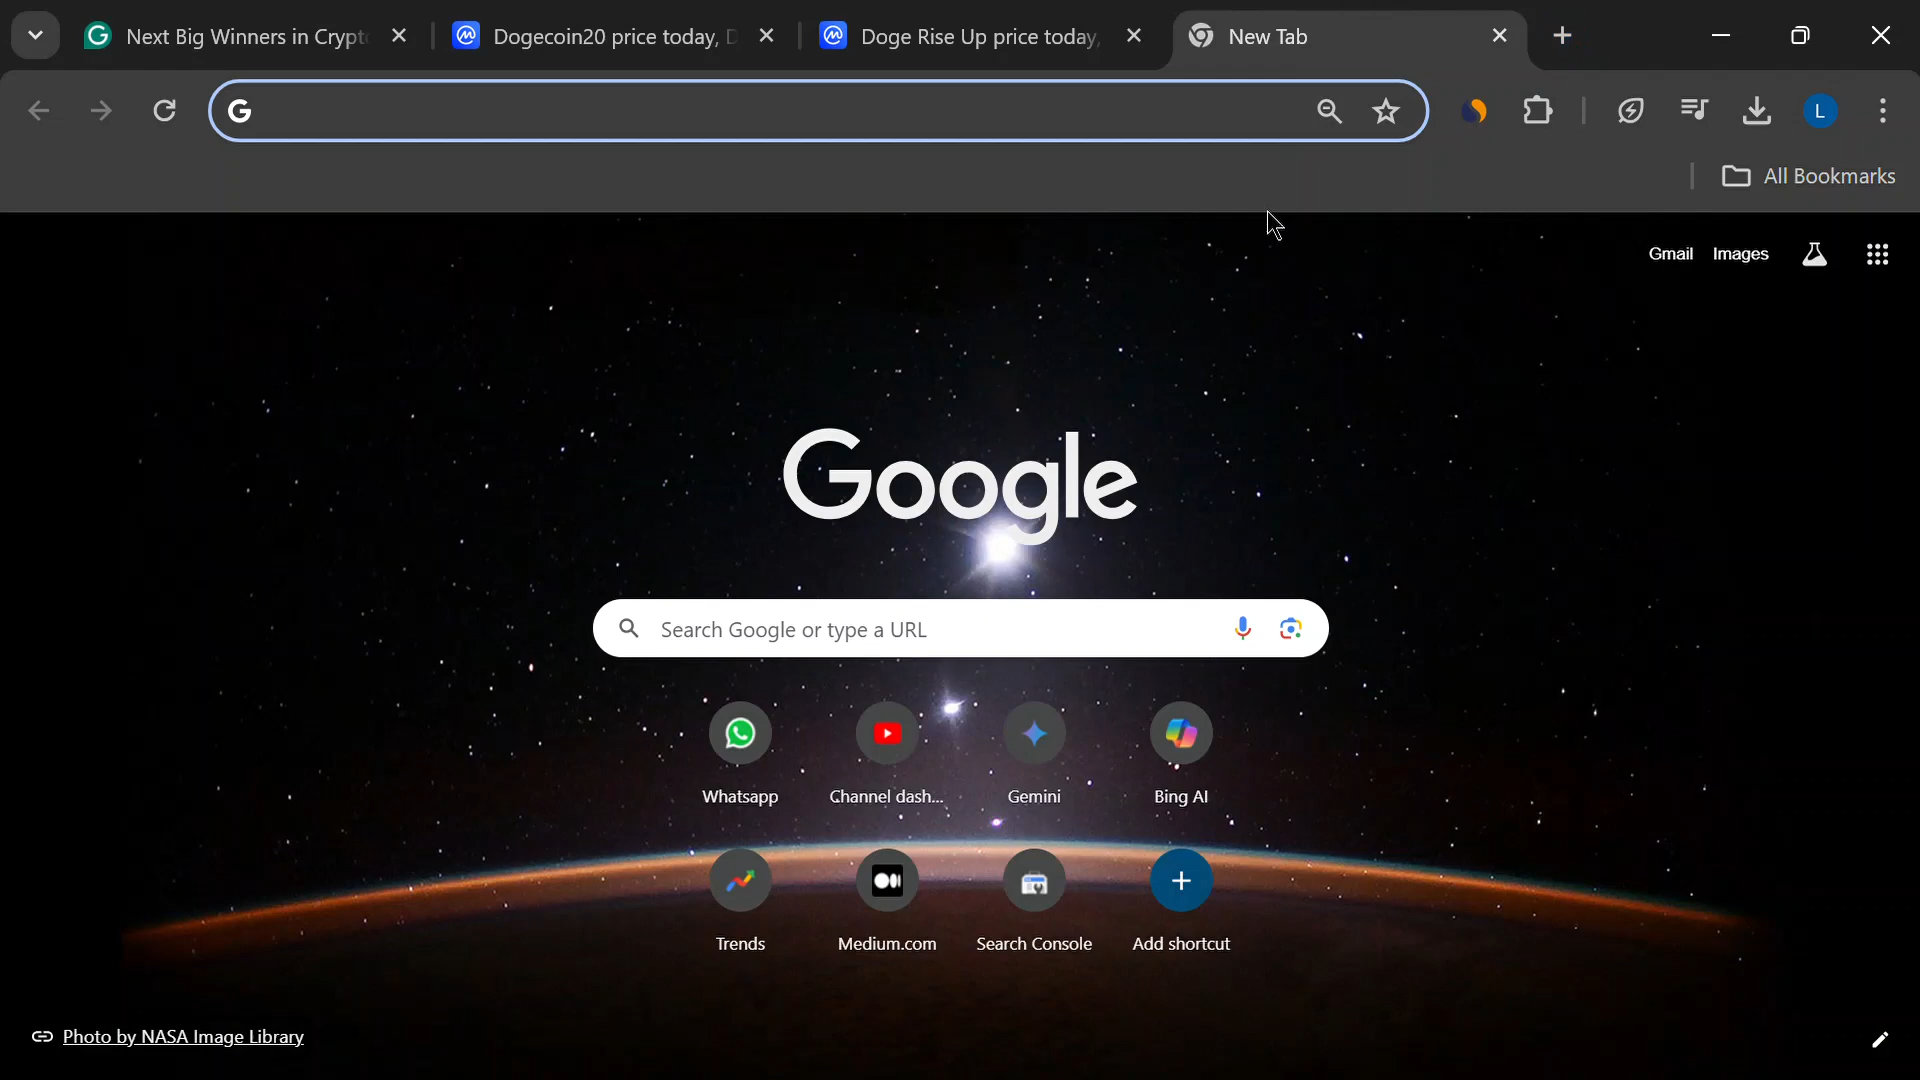 Next Big Winners in Crypt
Dogecoin20 price today, D
Doge Rise Up price today,
New Tab
L
All Bookmarks
Gmail Images
Google
Search Google or type a URL
Whatsapp Channel dash... Gemini Bing AI
Trends Medium.com Search Console Add shortcut
Photo by NASA Image Library